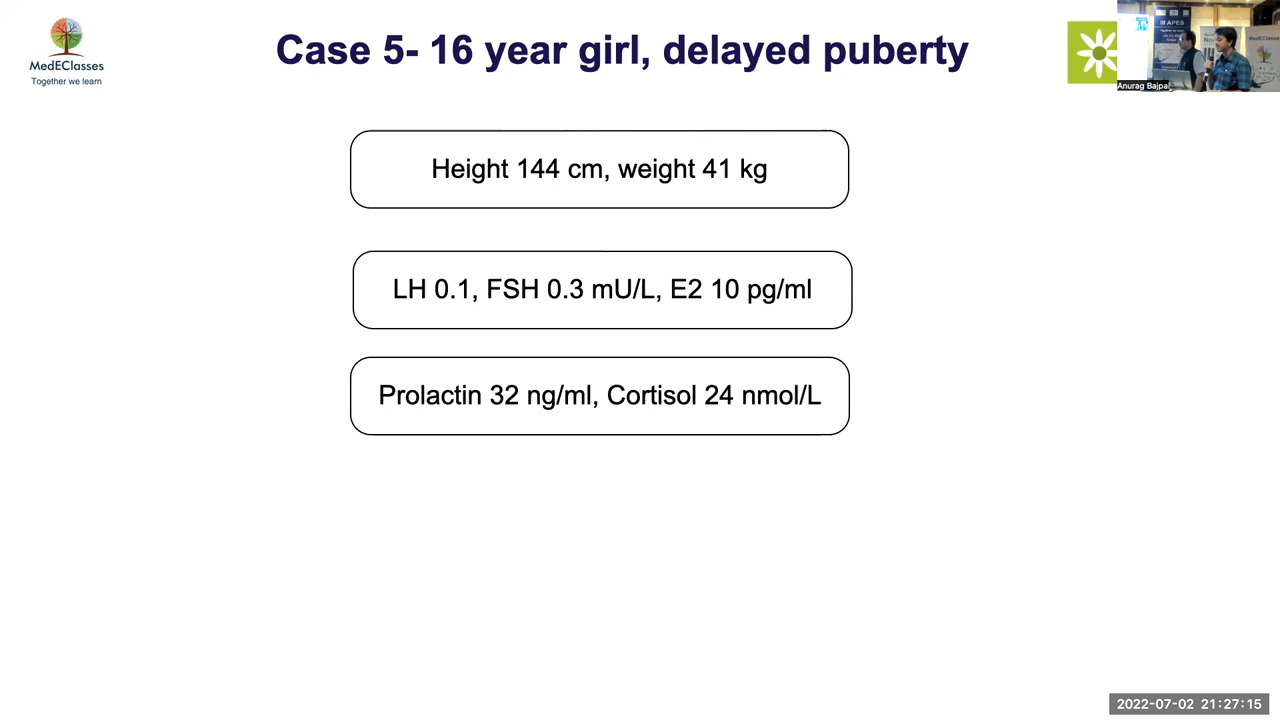 MedEClasses
Together we learn
Case 5- 16 year girl, delayed puberty
APES
Anurag Bajpai
Height 144 cm, weight 41 kg
LH 0.1, FSH 0.3 mU/L, E2 10 pg/ml
Prolactin 32 ng/ml, Cortisol 24 nmol/L
2022-07-02 21:27:15